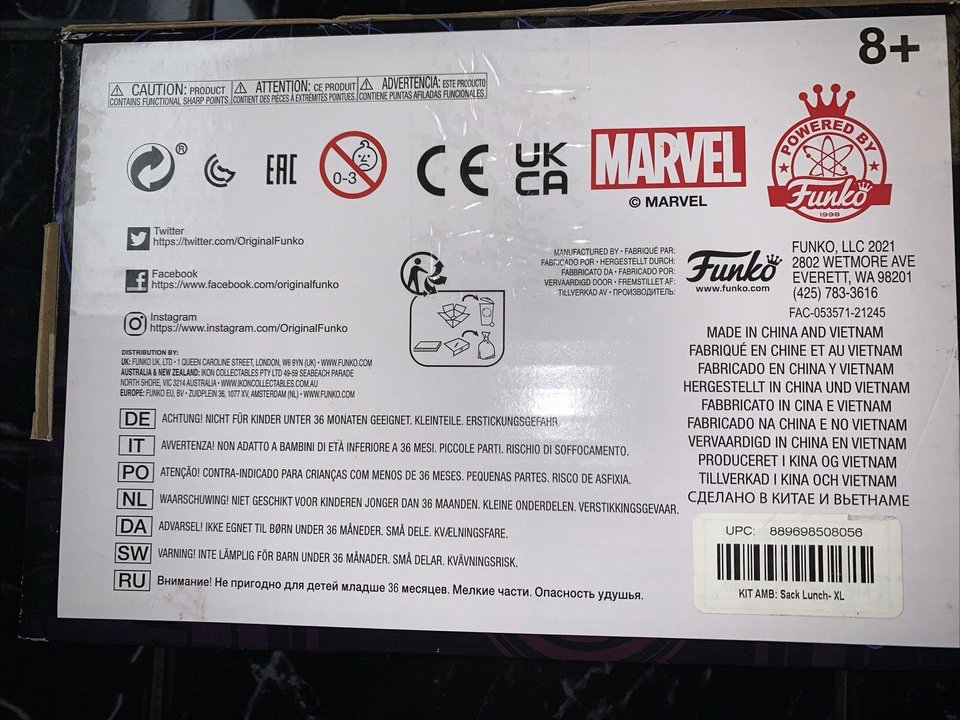 8+
CAUTION: PRODUCT
CONTAINS FUNCTIONAL SHARP POINTS.
ATTENTION: CE PRODUIT
CONTIENT DES PIÈCES À EXTRÉMITÉS POINTUES.
ADVERTENCIA: ESTE PRODUCTO
CONTIENE PUNTAS AFILADAS FUNCIONALES.
®
EAC
0-3
CE
UK
CA
MARVEL
© MARVEL
POWERED BY
Funko
1998
Twitter
https://twitter.com/OriginalFunko
Facebook
https://www.facebook.com/originalfunko
Instagram
https://www.instagram.com/OriginalFunko
MANUFACTURED BY • FABRIQUÉ PAR:
FABRICADO POR • HERGESTELLT DURCH:
FABBRICATO DA • FABRICADO POR:
VERVAARDIGD DOOR • FREMSTILLET AF:
TILLVERKAD AV • ПРОИЗВОДИТЕЛЬ:
Funko
www.funko.com
FUNKO, LLC 2021
2802 WETMORE AVE
EVERETT, WA 98201
(425) 783-3616
FAC-053571-21245
MADE IN CHINA AND VIETNAM
FABRIQUÉ EN CHINE ET AU VIETNAM
FABRICADO EN CHINA Y VIETNAM
HERGESTELLT IN CHINA UND VIETNAM
FABBRICATO IN CINA E VIETNAM
FABRICADO NA CHINA E NO VIETNAM
VERVAARDIGD IN CHINA EN VIETNAM
PRODUCERET I KINA OG VIETNAM
TILLVERKAD I KINA OCH VIETNAM
СДЕЛАНО В КИТАЕ И ВЬЕТНАМЕ
DISTRIBUTION BY:
UK: FUNKO UK, LTD • 1 QUEEN CAROLINE STREET, LONDON, W6 9YN (UK) • WWW.FUNKO.COM
AUSTRALIA & NEW ZEALAND: IKON COLLECTABLES PTY LTD 49-59 SEABEACH PARADE
NORTH SHORE, VIC 3214 AUSTRALIA • WWW.IKONCOLLECTABLES.COM.AU
EUROPE: FUNKO EU, BV • ZUIDPLEIN 36, 1077 XV, AMSTERDAM (NL) • WWW.FUNKO.COM
DE ACHTUNG! NICHT FÜR KINDER UNTER 36 MONATEN GEEIGNET. KLEINTEILE. ERSTICKUNGSGEFAHR.
IT AVVERTENZA! NON ADATTO A BAMBINI DI ETÀ INFERIORE A 36 MESI. PICCOLE PARTI. RISCHIO DI SOFFOCAMENTO.
PO ATENÇÃO! CONTRA-INDICADO PARA CRIANÇAS COM MENOS DE 36 MESES. PEQUENAS PARTES. RISCO DE ASFIXIA.
NL WAARSCHUWING! NIET GESCHIKT VOOR KINDEREN JONGER DAN 36 MAANDEN. KLEINE ONDERDELEN. VERSTIKKINGSGEVAAR.
DA ADVARSEL! IKKE EGNET TIL BØRN UNDER 36 MÅNEDER. SMÅ DELE. KVÆLNINGSFARE.
SW VARNING! INTE LÄMPLIG FÖR BARN UNDER 36 MÅNADER. SMÅ DELAR. KVÄVNINGSRISK.
RU Внимание! Не пригодно для детей младше 36 месяцев. Мелкие части. Опасность удушья.
UPC: 889698508056
KIT AMB: Sack Lunch- XL